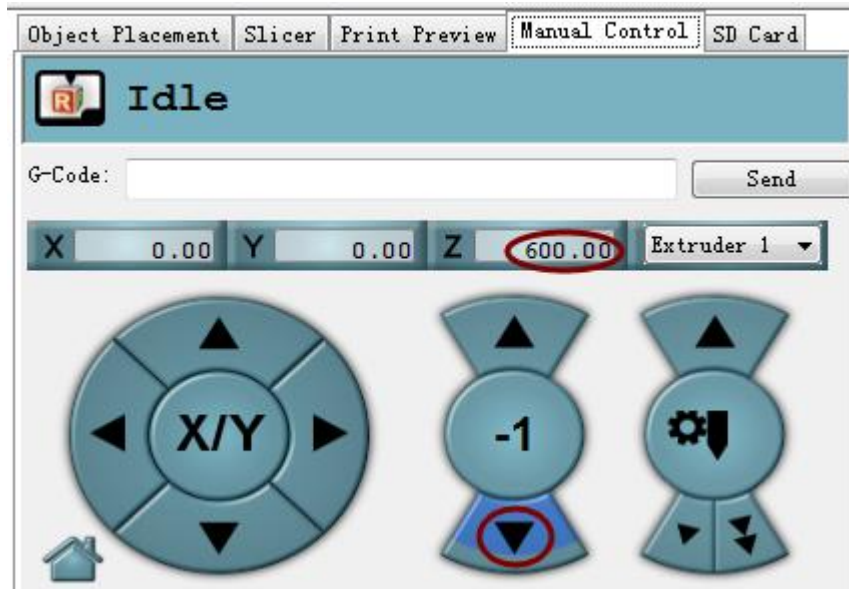 Object Placement Slicer Print Preview Manual Control SD Card
R Idle
G-Code: Send
X 0.00 Y 0.00 Z 600.00 Extruder 1
X/Y -1